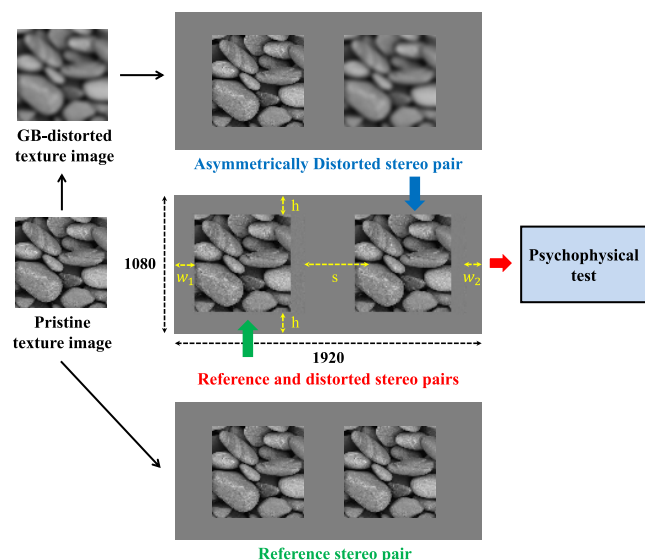 GB-distorted
texture image
Asymmetrically Distorted stereo pair
h
1080
w₁
s
w₂
h
Psychophysical
test
Pristine
texture image
1920
Reference and distorted stereo pairs
Reference stereo pair